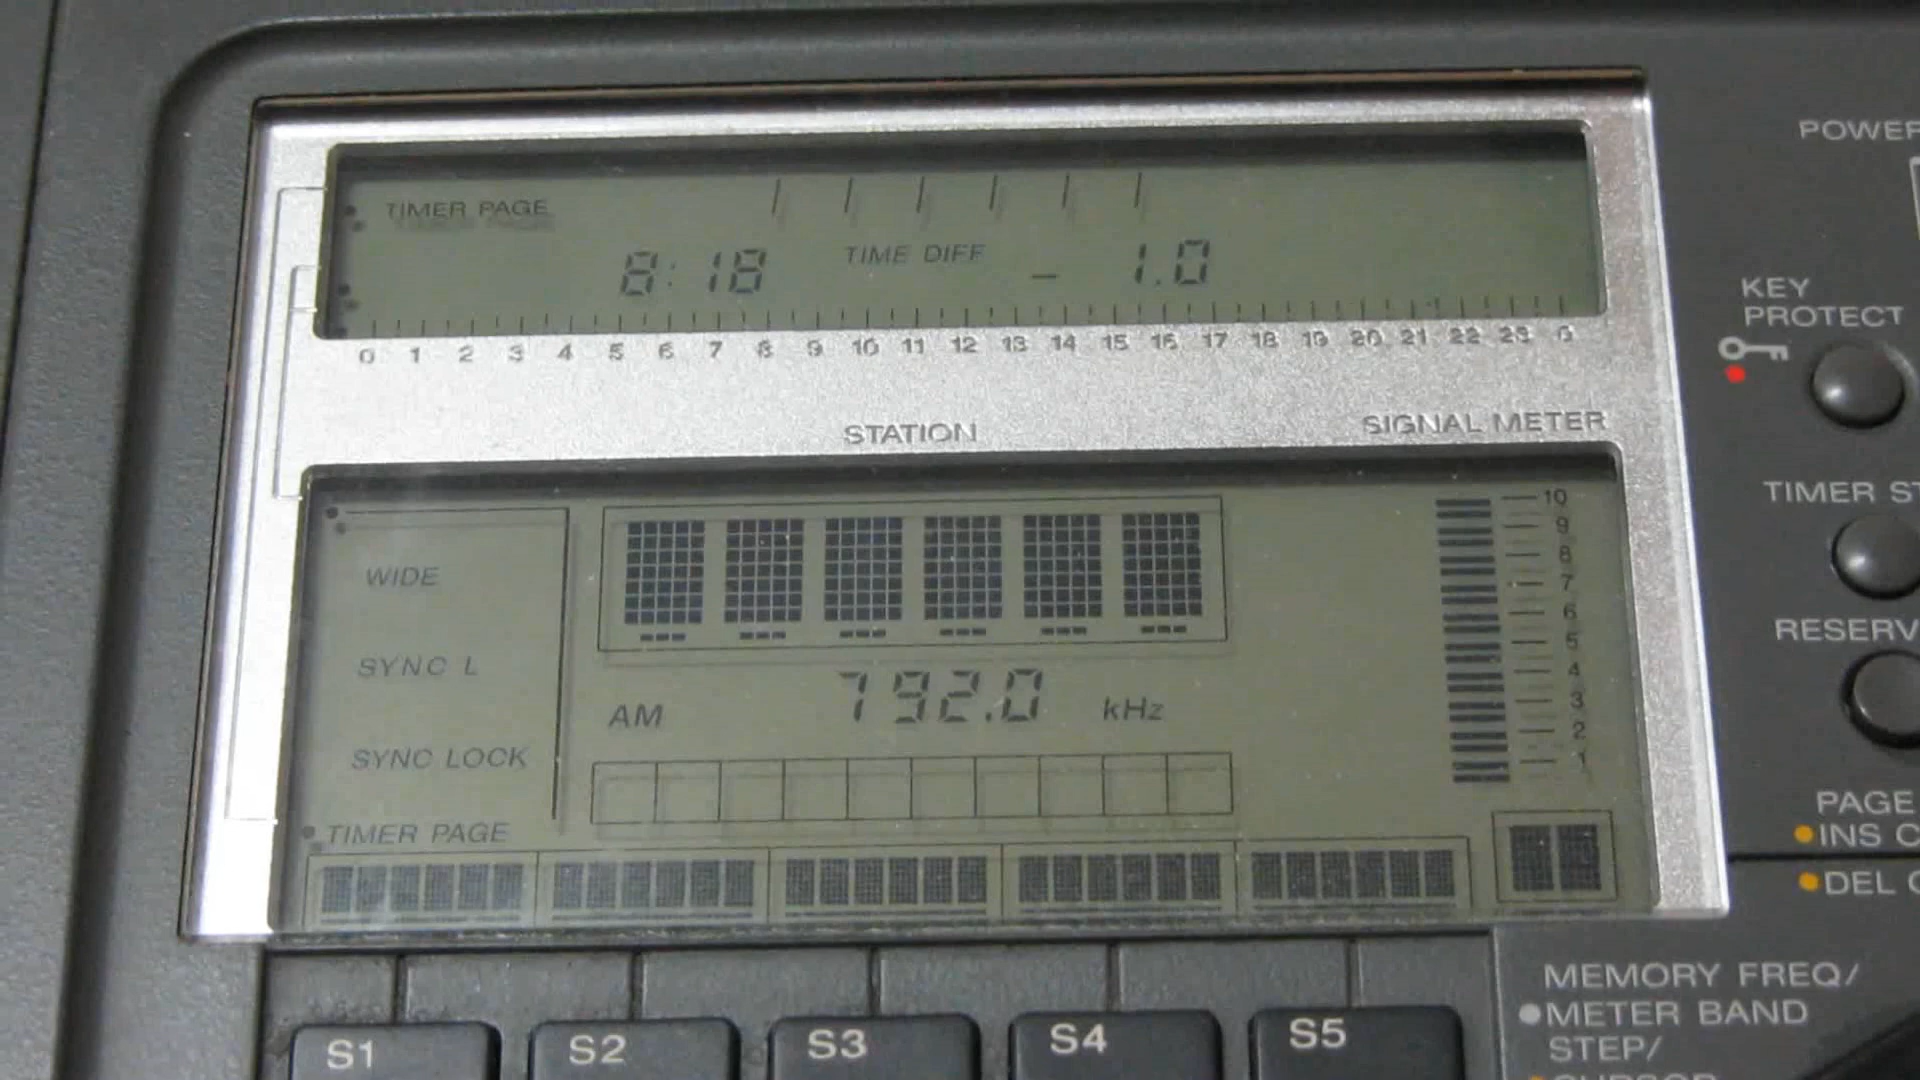 TIMER PAGE
8:18 TIME DIFF - 1.0
0 1 2 3 4 5 6 7 8 9 10 11 12 13 14 15 16 17 18 19 20 21 22 23 0
STATION
SIGNAL METER
10
9
8
7
6
5
4
3
2
1
WIDE
SYNC L
SYNC LOCK
AM 792.0 kHz
TIMER PAGE
S1 S2 S3 S4 S5
POWER
KEY
PROTECT
TIMER ST
RESERV
PAGE
INS C
DEL C
MEMORY FREQ/
METER BAND
STEP/
CURSOR